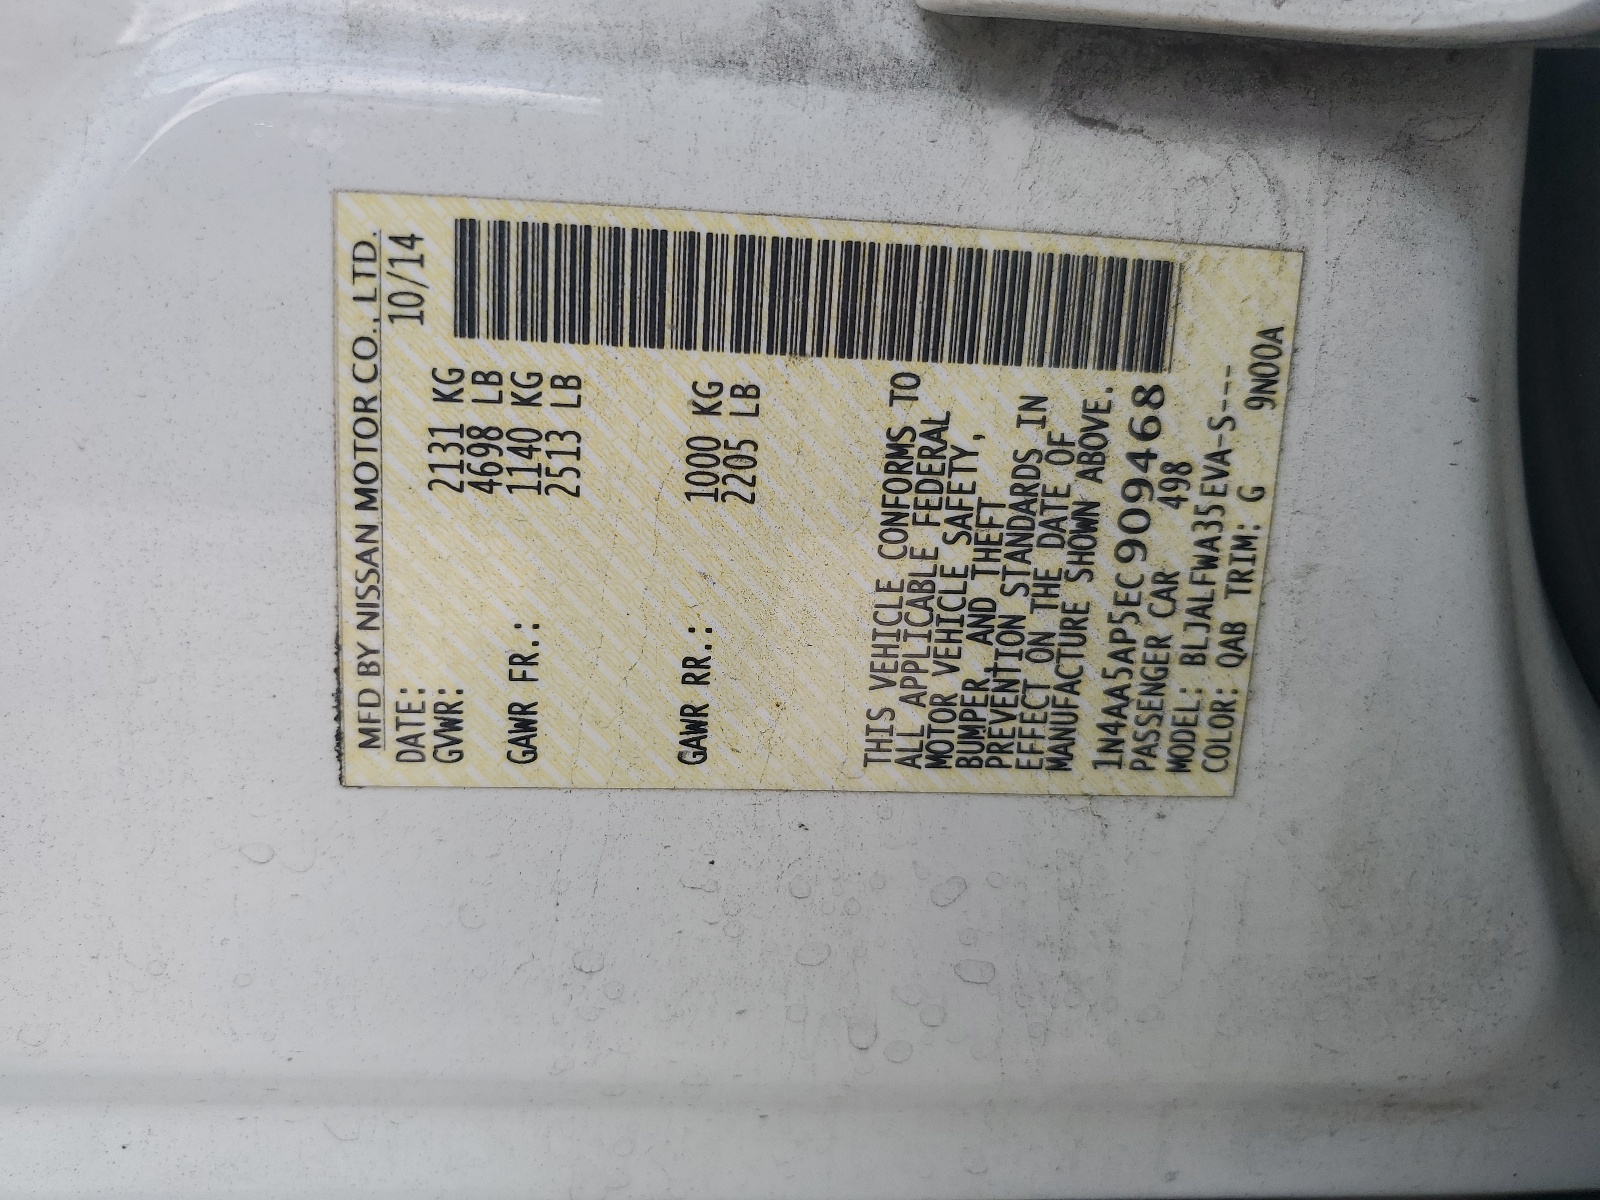 MFD BY NISSAN MOTOR CO., LTD.
DATE: 10/14
GVWR: 2131 KG
4698 LB
GAWR FR.: 1140 KG
2513 LB
GAWR RR.: 1000 KG
2205 LB
THIS VEHICLE CONFORMS TO
ALL APPLICABLE FEDERAL
MOTOR VEHICLE SAFETY,
BUMPER, AND THEFT
PREVENTION STANDARDS IN
EFFECT ON THE DATE OF
MANUFACTURE SHOWN ABOVE.
1N4AA5AP5EC909468
PASSENGER CAR 498
MODEL: BLJALFWA35EVA-S---
COLOR: QAB TRIM: G 9N00A